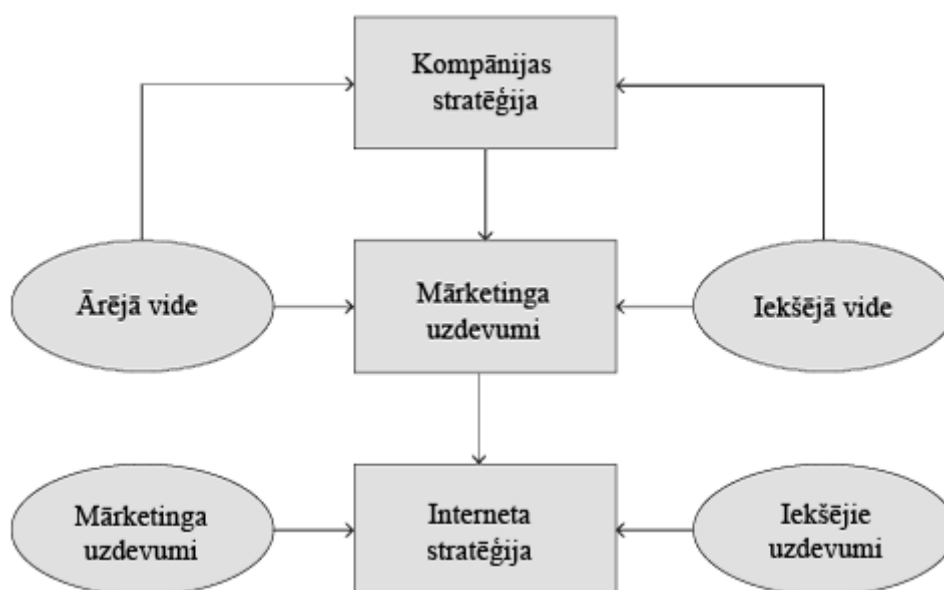 Kompānijas
stratēģija
Ārējā vide
Mārketinga
uzdevumi
Iekšējā vide
Mārketinga
uzdevumi
Interneta
stratēģija
Iekšējie
uzdevumi